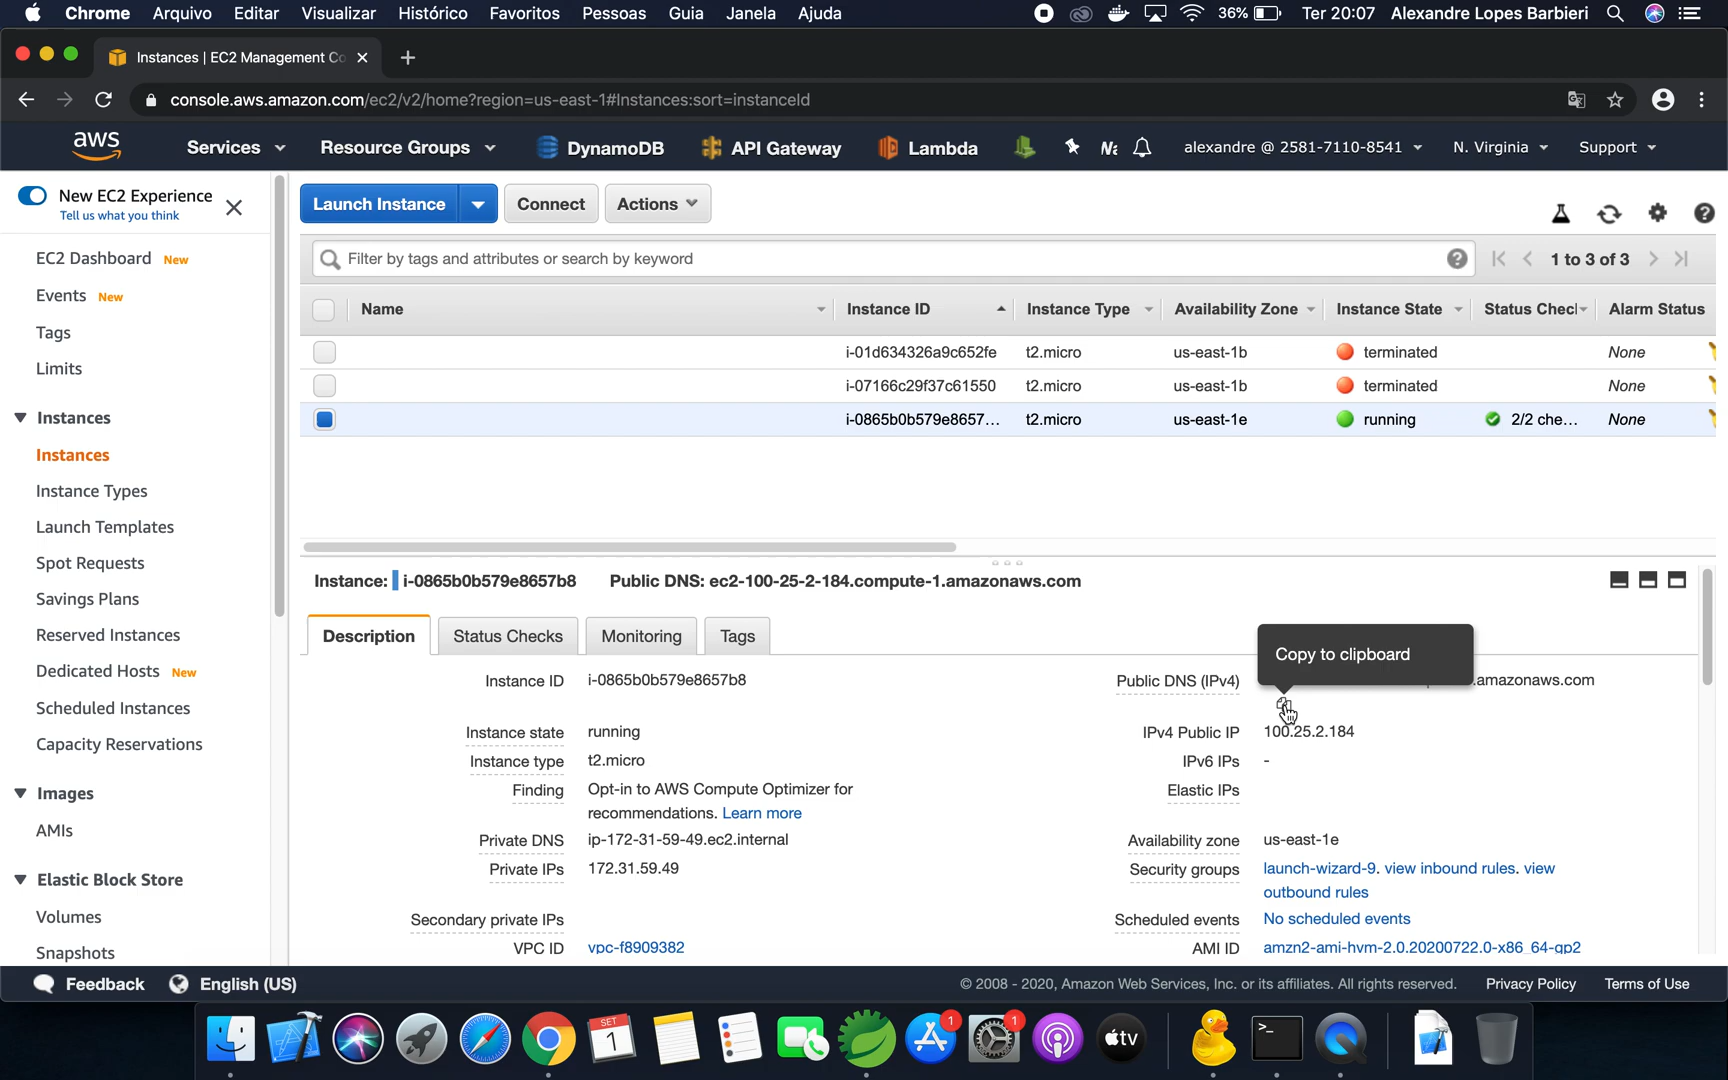 Chrome Arquivo Editar Visualizar Histórico Favoritos Pessoas Guia Janela Ajuda 36% Ter 20:07 Alexandre Lopes Barbieri
Instances | EC2 Management Co
console.aws.amazon.com/ec2/v2/home?region=us-east-1#Instances:sort=instanceId
aws Services Resource Groups DynamoDB API Gateway Lambda alexandre @ 2581-7110-8541 N. Virginia Support
New EC2 Experience
Tell us what you think
EC2 Dashboard New
Events New
Tags
Limits
Instances
Instances
Instance Types
Launch Templates
Spot Requests
Savings Plans
Reserved Instances
Dedicated Hosts New
Scheduled Instances
Capacity Reservations
Images
AMIs
Elastic Block Store
Volumes
Snapshots
Launch Instance Connect Actions
Filter by tags and attributes or search by keyword
1 to 3 of 3
Name Instance ID Instance Type Availability Zone Instance State Status Chec Alarm Status
i-01d634326a9c652fe t2.micro us-east-1b terminated None
i-07166c29f37c61550 t2.micro us-east-1b terminated None
i-0865b0b579e8657... t2.micro us-east-1e running 2/2 che... None
Instance: i-0865b0b579e8657b8 Public DNS: ec2-100-25-2-184.compute-1.amazonaws.com
Description Status Checks Monitoring Tags
Copy to clipboard
Instance ID i-0865b0b579e8657b8
Public DNS (IPv4) .amazonaws.com
Instance state running
IPv4 Public IP 100.25.2.184
Instance type t2.micro
IPv6 IPs -
Finding Opt-in to AWS Compute Optimizer for
recommendations. Learn more
Elastic IPs
Private DNS ip-172-31-59-49.ec2.internal
Availability zone us-east-1e
Private IPs 172.31.59.49
Security groups launch-wizard-9. view inbound rules. view
outbound rules
Secondary private IPs
Scheduled events No scheduled events
VPC ID vpc-f8909382
AMI ID amzn2-ami-hvm-2.0.20200722.0-x86_64-gp2
Feedback English (US)
© 2008 - 2020, Amazon Web Services, Inc. or its affiliates. All rights reserved. Privacy Policy Terms of Use
SET
1
1
1
tv